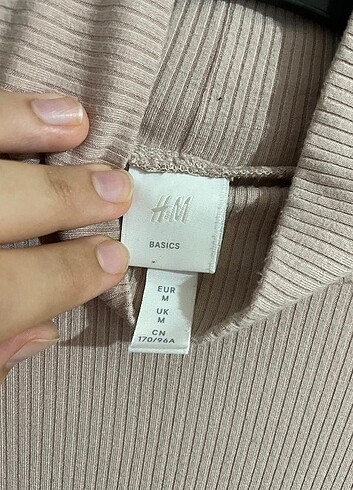 H&M
BASICS
EUR
M
UK
M
CN
170/96A